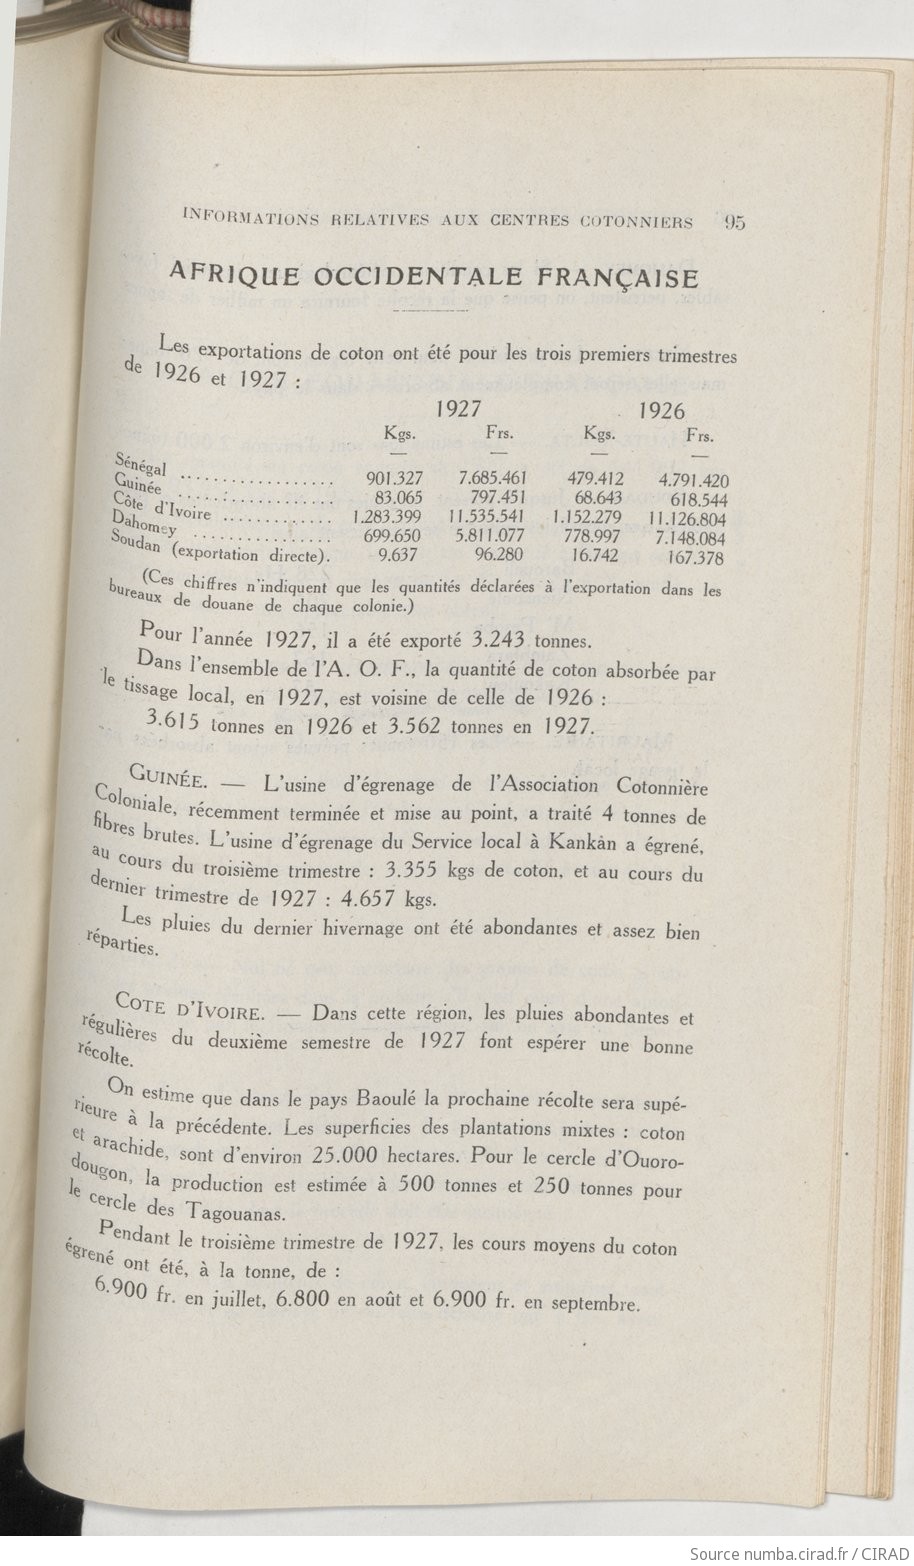 INFORMATIONS RELATIVES AUX CENTRES COTONNIERS 95
AFRIQUE OCCIDENTALE FRANÇAISE
Les exportations de coton ont été pour les trois premiers trimestres
de 1926 et 1927 :
1927 1926
Kgs. Frs. Kgs. Frs.
Sénégal .................. 901.327 7.685.461 479.412 4.791.420
Guinée .................. 83.065 797.451 68.643 618.544
Côte d'Ivoire ............. 1.283.399 11.535.541 1.152.279 11.126.804
Dahomey ................ 699.650 5.811.077 778.997 7.148.084
Soudan (exportation directe). 9.637 96.280 16.742 167.378
(Ces chiffres n'indiquent que les quantités déclarées à l'exportation dans les
bureaux de douane de chaque colonie.)
Pour l'année 1927, il a été exporté 3.243 tonnes.
Dans l'ensemble de l'A. O. F., la quantité de coton absorbée par
le tissage local, en 1927, est voisine de celle de 1926 :
3.615 tonnes en 1926 et 3.562 tonnes en 1927.
GUINÉE. — L'usine d'égrenage de l'Association Cotonnière
Coloniale, récemment terminée et mise au point, a traité 4 tonnes de
fibres brutes. L'usine d'égrenage du Service local à Kankàn a égrené,
au cours du troisième trimestre : 3.355 kgs de coton, et au cours du
dernier trimestre de 1927 : 4.657 kgs.
Les pluies du dernier hivernage ont été abondantes et assez bien
réparties.
COTE D'IVOIRE. — Dans cette région, les pluies abondantes et
régulières du deuxième semestre de 1927 font espérer une bonne
récolte.
On estime que dans le pays Baoulé la prochaine récolte sera supé-
rieure à la précédente. Les superficies des plantations mixtes : coton
et arachide, sont d'environ 25.000 hectares. Pour le cercle d'Ouoro-
dougon, la production est estimée à 500 tonnes et 250 tonnes pour
le cercle des Tagouanas.
Pendant le troisième trimestre de 1927, les cours moyens du coton
égrené ont été, à la tonne, de :
6.900 fr. en juillet, 6.800 en août et 6.900 fr. en septembre.
Source numba.cirad.fr / CIRAD